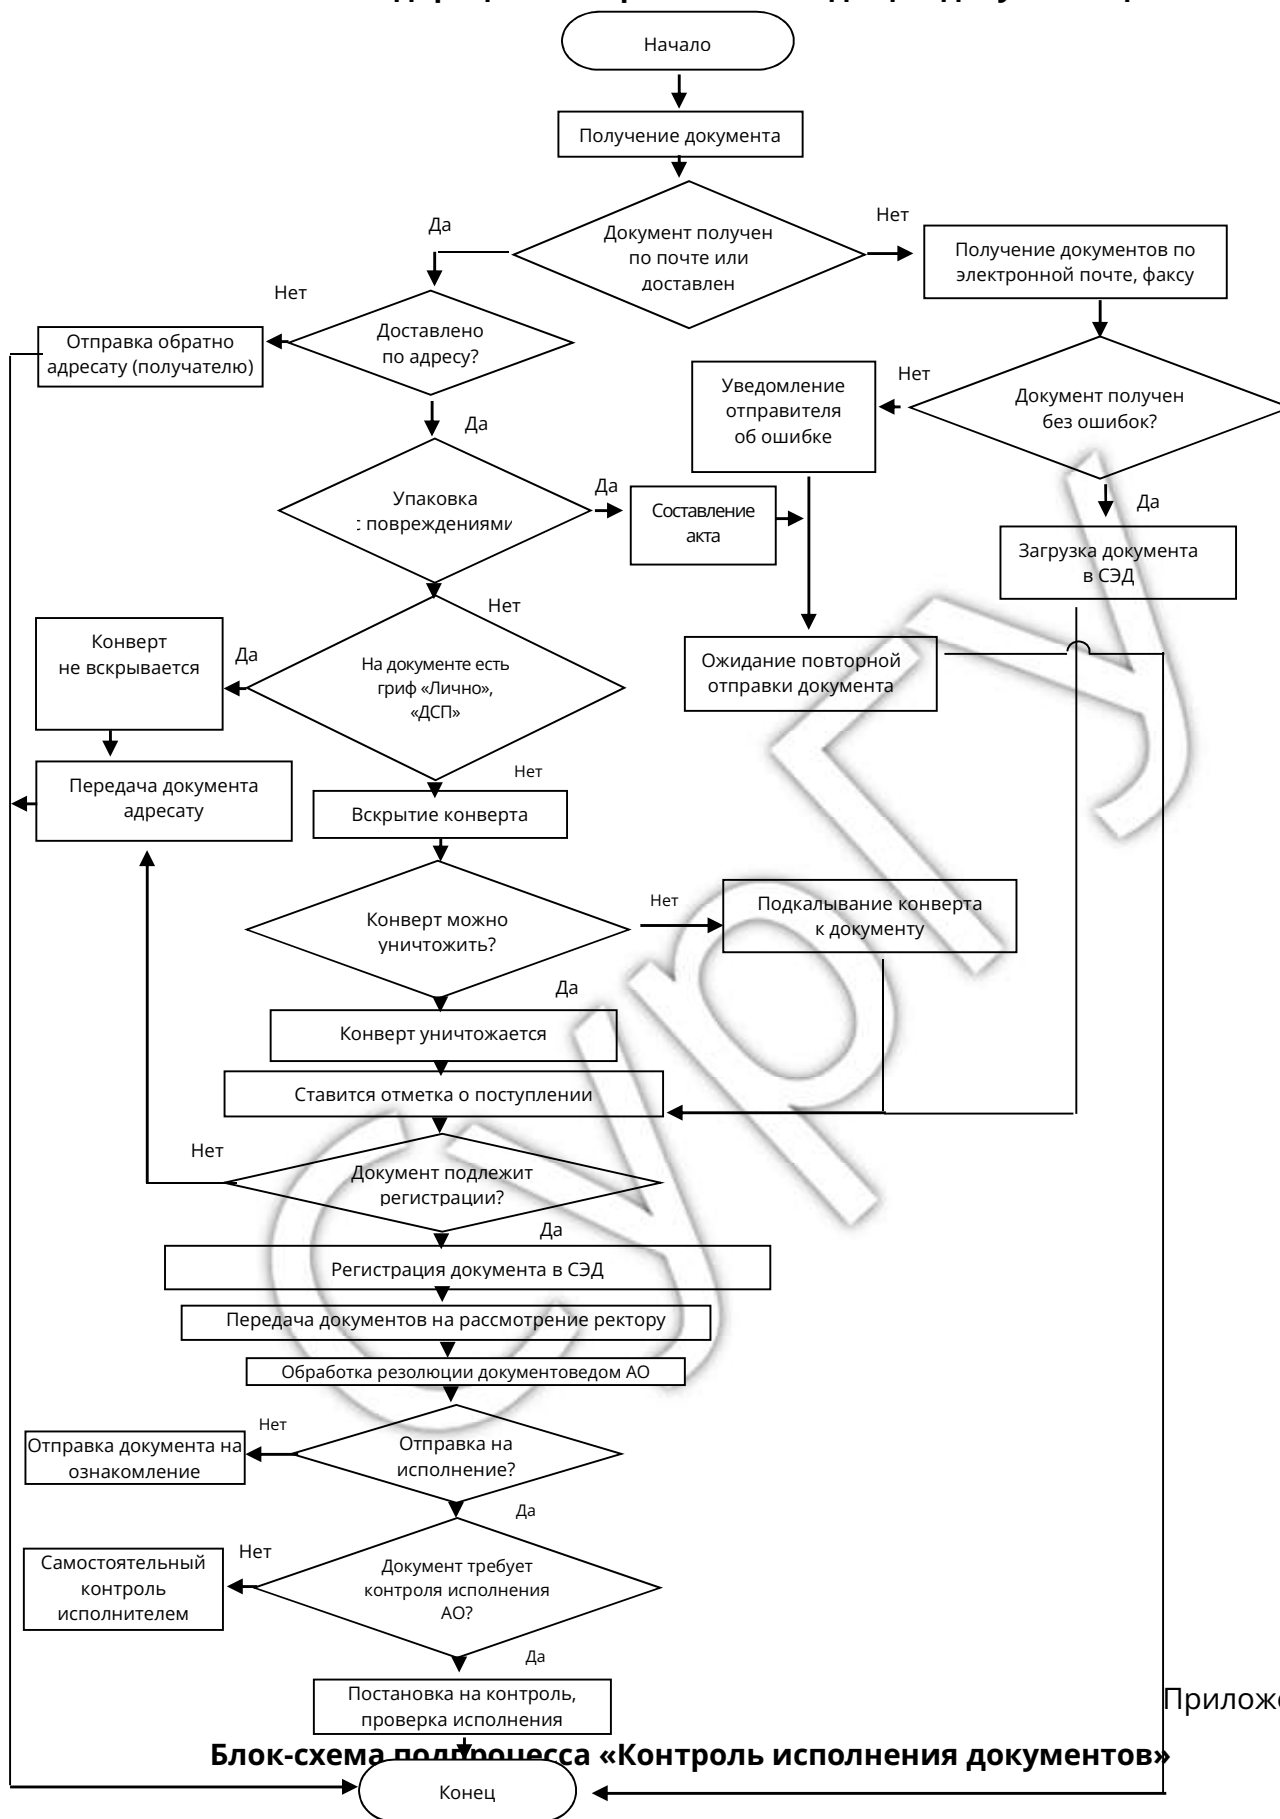 Начало
Получение документа
Да
Нет
Документ получен
по почте или
доставлен
Получение документов по
электронной почте, факсу
Нет
Доставлено
по адресу?
Отправка обратно
адресату (получателю)
Да
Уведомление
отправителя
об ошибке
Нет
Документ получен
без ошибок?
Да
Упаковка
с повреждениями
Да
Составление
акта
Загрузка документа
в СЭД
Нет
Конверт
не вскрывается
Да
На документе есть
гриф «Лично»,
«ДСП»
Ожидание повторной
отправки документа
Нет
Передача документа
адресату
Вскрытие конверта
Конверт можно
уничтожить?
Нет
Подкалывание конверта
к документу
Да
Конверт уничтожается
Ставится отметка о поступлении
Нет
Документ подлежит
регистрации?
Да
Регистрация документа в СЭД
Передача документов на рассмотрение ректору
Обработка резолюции документоведом АО
Нет
Отправка на
исполнение?
Отправка документа на
ознакомление
Да
Нет
Самостоятельный
контроль
исполнителем
Документ требует
контроля исполнения
АО?
Да
Постановка на контроль,
проверка исполнения
Блок-схема подпроцесса «Контроль исполнения документов»
Конец
СурГУ